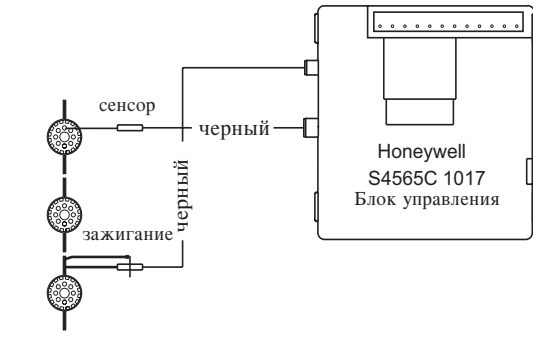 сенсор
черный
черный
зажигание
Honeywell
S4565C 1017
Блок управления